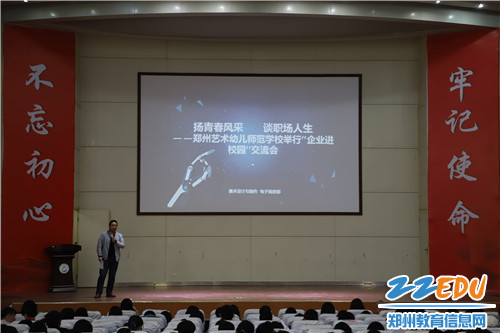 不忘初心
扬青春风采 谈职场人生
——郑州艺术幼儿师范学校举行“企业进
校园”交流会
牢记使命
ZZEDU
郑州教育信息网